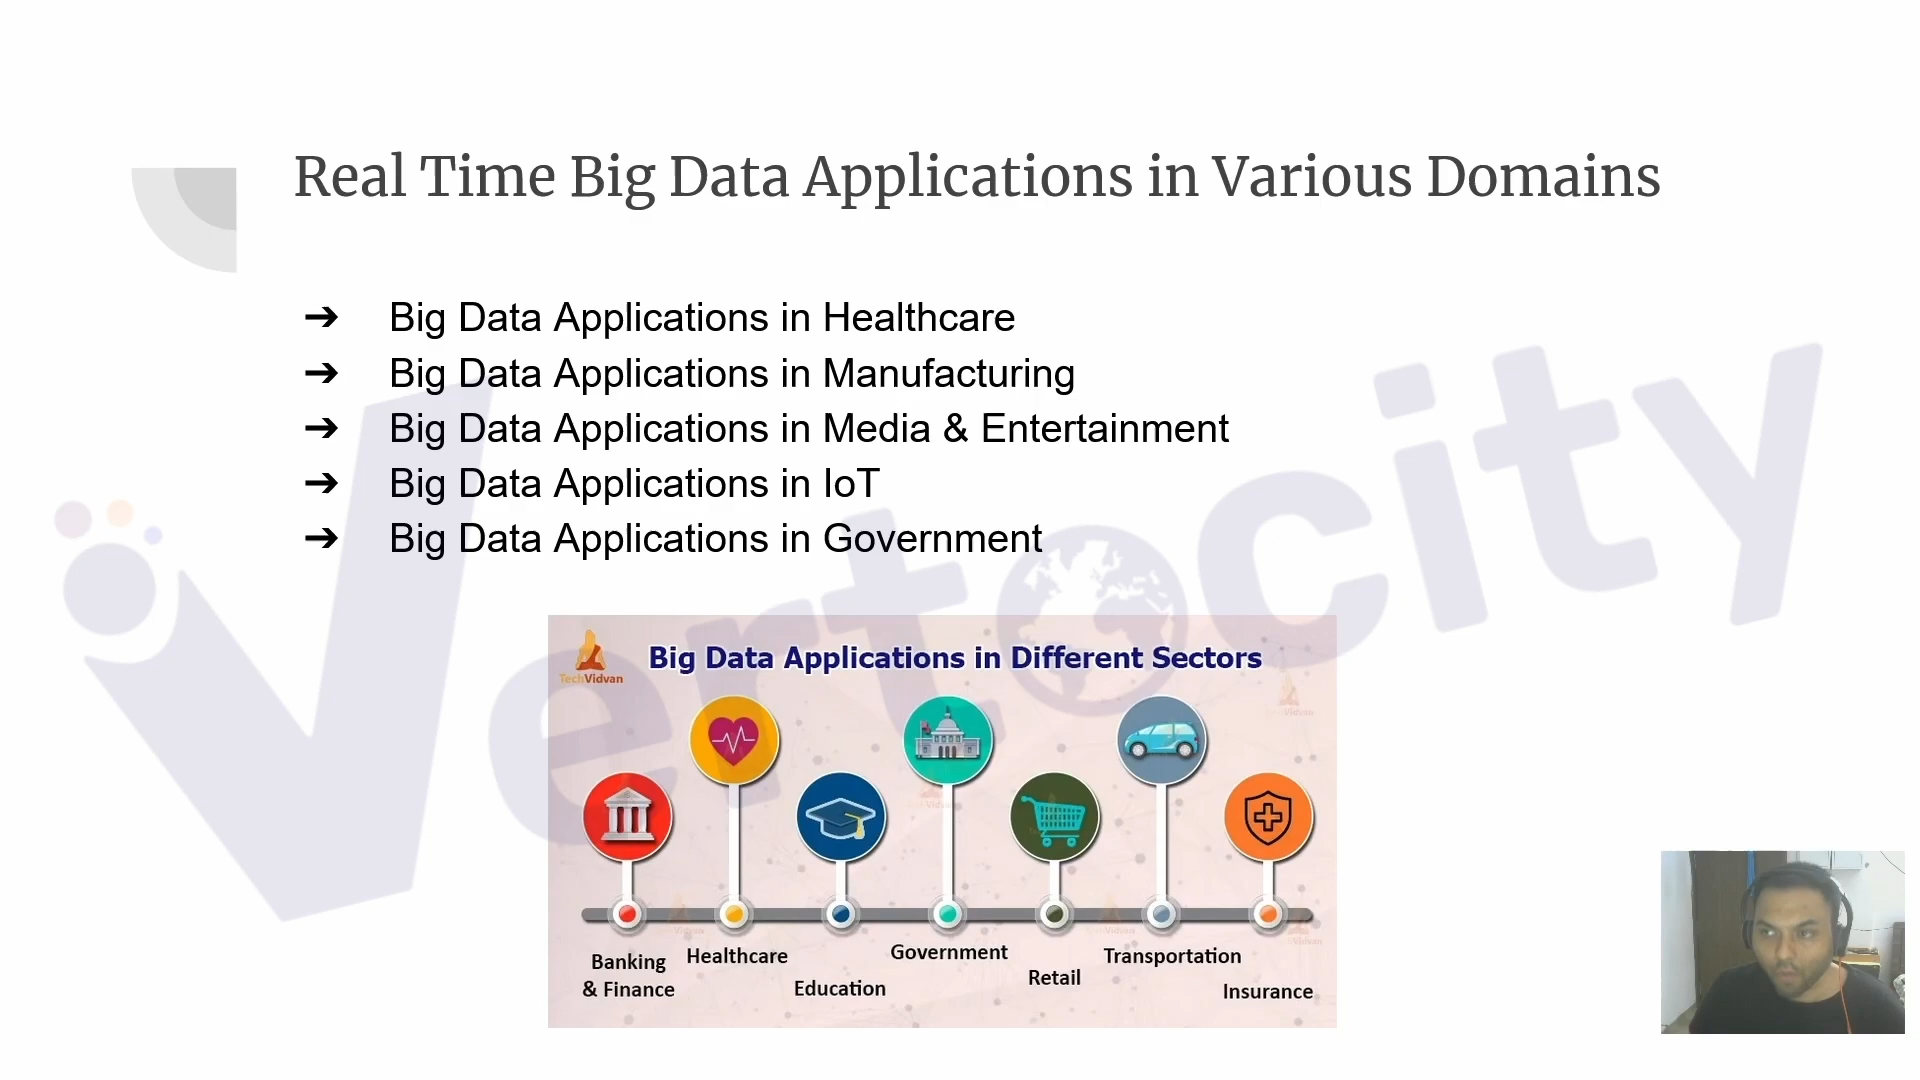 Real Time Big Data Applications in Various Domains
➔ Big Data Applications in Healthcare
➔ Big Data Applications in Manufacturing
➔ Big Data Applications in Media & Entertainment
➔ Big Data Applications in IoT
➔ Big Data Applications in Government
Vertocity
TechVidvan
Big Data Applications in Different Sectors
Banking
& Finance
Healthcare
Education
Government
Retail
Transportation
Insurance